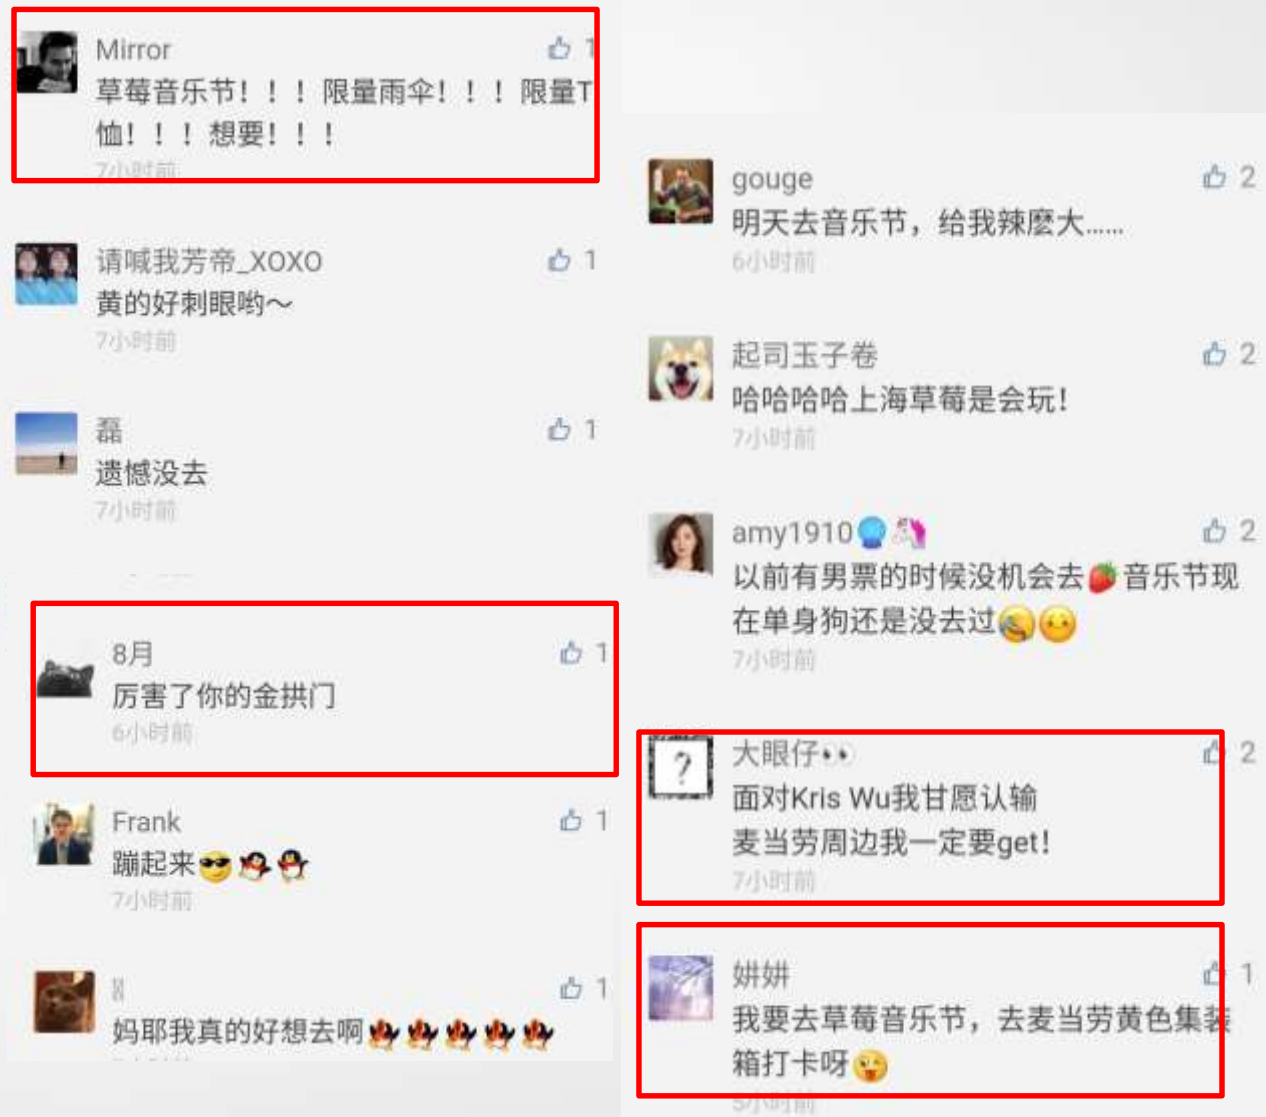 Mirror
1
草莓音乐节！！！限量雨伞！！！限量T
恤！！！想要！！！
7小时前
请喊我芳帝_XOXO
1
黄的好刺眼哟～
7小时前
磊
1
遗憾没去
7小时前
8月
1
厉害了你的金拱门
6小时前
Frank
1
蹦起来
7小时前
1
妈耶我真的好想去啊
gouge
2
明天去音乐节，给我辣麽大......
6小时前
起司玉子卷
2
哈哈哈哈上海草莓是会玩！
7小时前
amy1910
2
以前有男票的时候没机会去🍓音乐节现
在单身狗还是没去过
7小时前
大眼仔
2
面对Kris Wu我甘愿认输
麦当劳周边我一定要get！
7小时前
姘姘
1
我要去草莓音乐节，去麦当劳黄色集装
箱打卡呀
5小时前